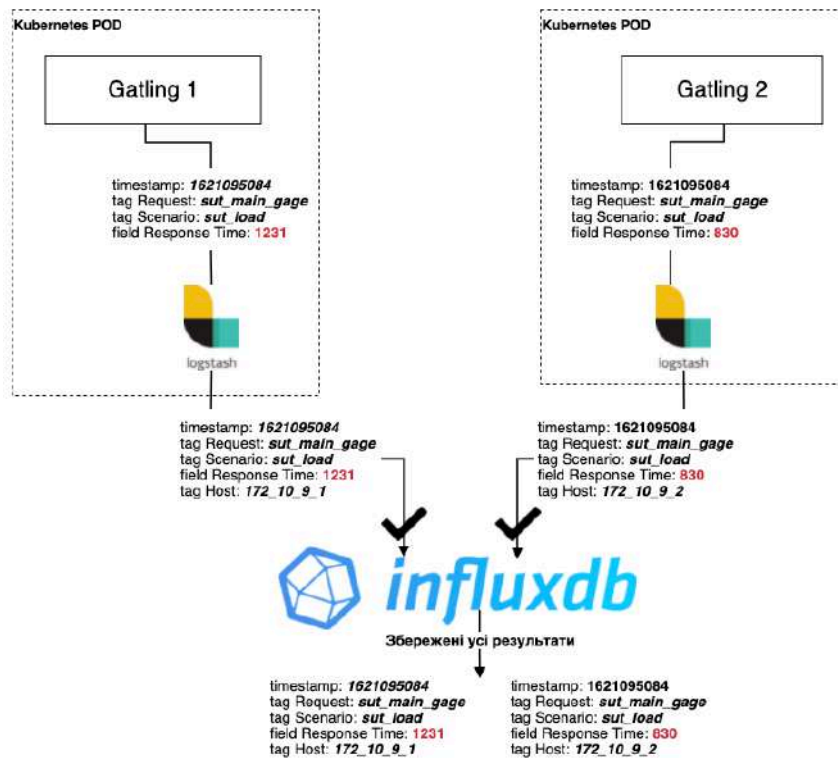 Kubernetes POD
Gatling 1
timestamp: 1621095084
tag Request: sut_main_gage
tag Scenario: sut_load
field Response Time: 1231
logstash
Kubernetes POD
Gatling 2
timestamp: 1621095084
tag Request: sut_main_gage
tag Scenario: sut_load
field Response Time: 830
logstash
timestamp: 1621095084
tag Request: sut_main_gage
tag Scenario: sut_load
field Response Time: 1231
tag Host: 172_10_9_1
timestamp: 1621095084
tag Request: sut_main_gage
tag Scenario: sut_load
field Response Time: 830
tag Host: 172_10_9_2
influxdb
Збережені усі результати
timestamp: 1621095084
tag Request: sut_main_gage
tag Scenario: sut_load
field Response Time: 1231
tag Host: 172_10_9_1
timestamp: 1621095084
tag Request: sut_main_gage
tag Scenario: sut_load
field Response Time: 830
tag Host: 172_10_9_2